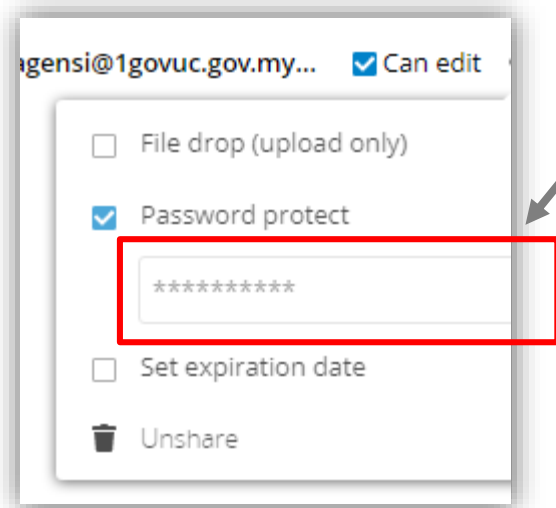 agensi@1govuc.gov.my... Can edit
File drop (upload only)
Password protect
**********
Set expiration date
Unshare